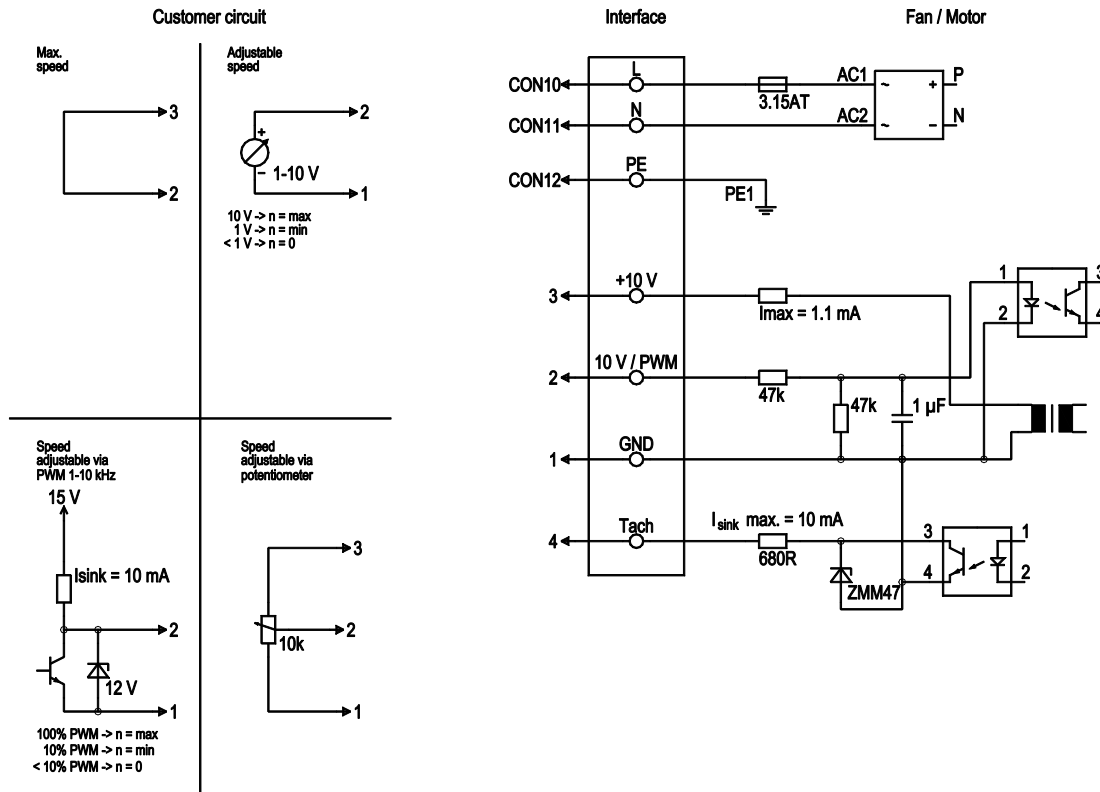 Customer circuit
Interface
Fan / Motor
Max.
speed
3
2
Adjustable
speed
2
+
1-10 V
−
1
10 V -> n = max
1 V -> n = min
< 1 V -> n = 0
Speed
adjustable via
PWM 1-10 kHz
15 V
Isink = 10 mA
2
12 V
1
100% PWM -> n = max
10% PWM -> n = min
< 10% PWM -> n = 0
Speed
adjustable via
potentiometer
3
2
10k
1
CON10
L
3.15AT
AC1
~
+
P
CON11
N
AC2
~
−
N
CON12
PE
PE1
3
+10 V
Imax = 1.1 mA
1
2
3
4
2
10 V / PWM
47k
47k
1 µF
1
GND
4
Tach
Isink max. = 10 mA
680R
ZMM47
3
4
1
2